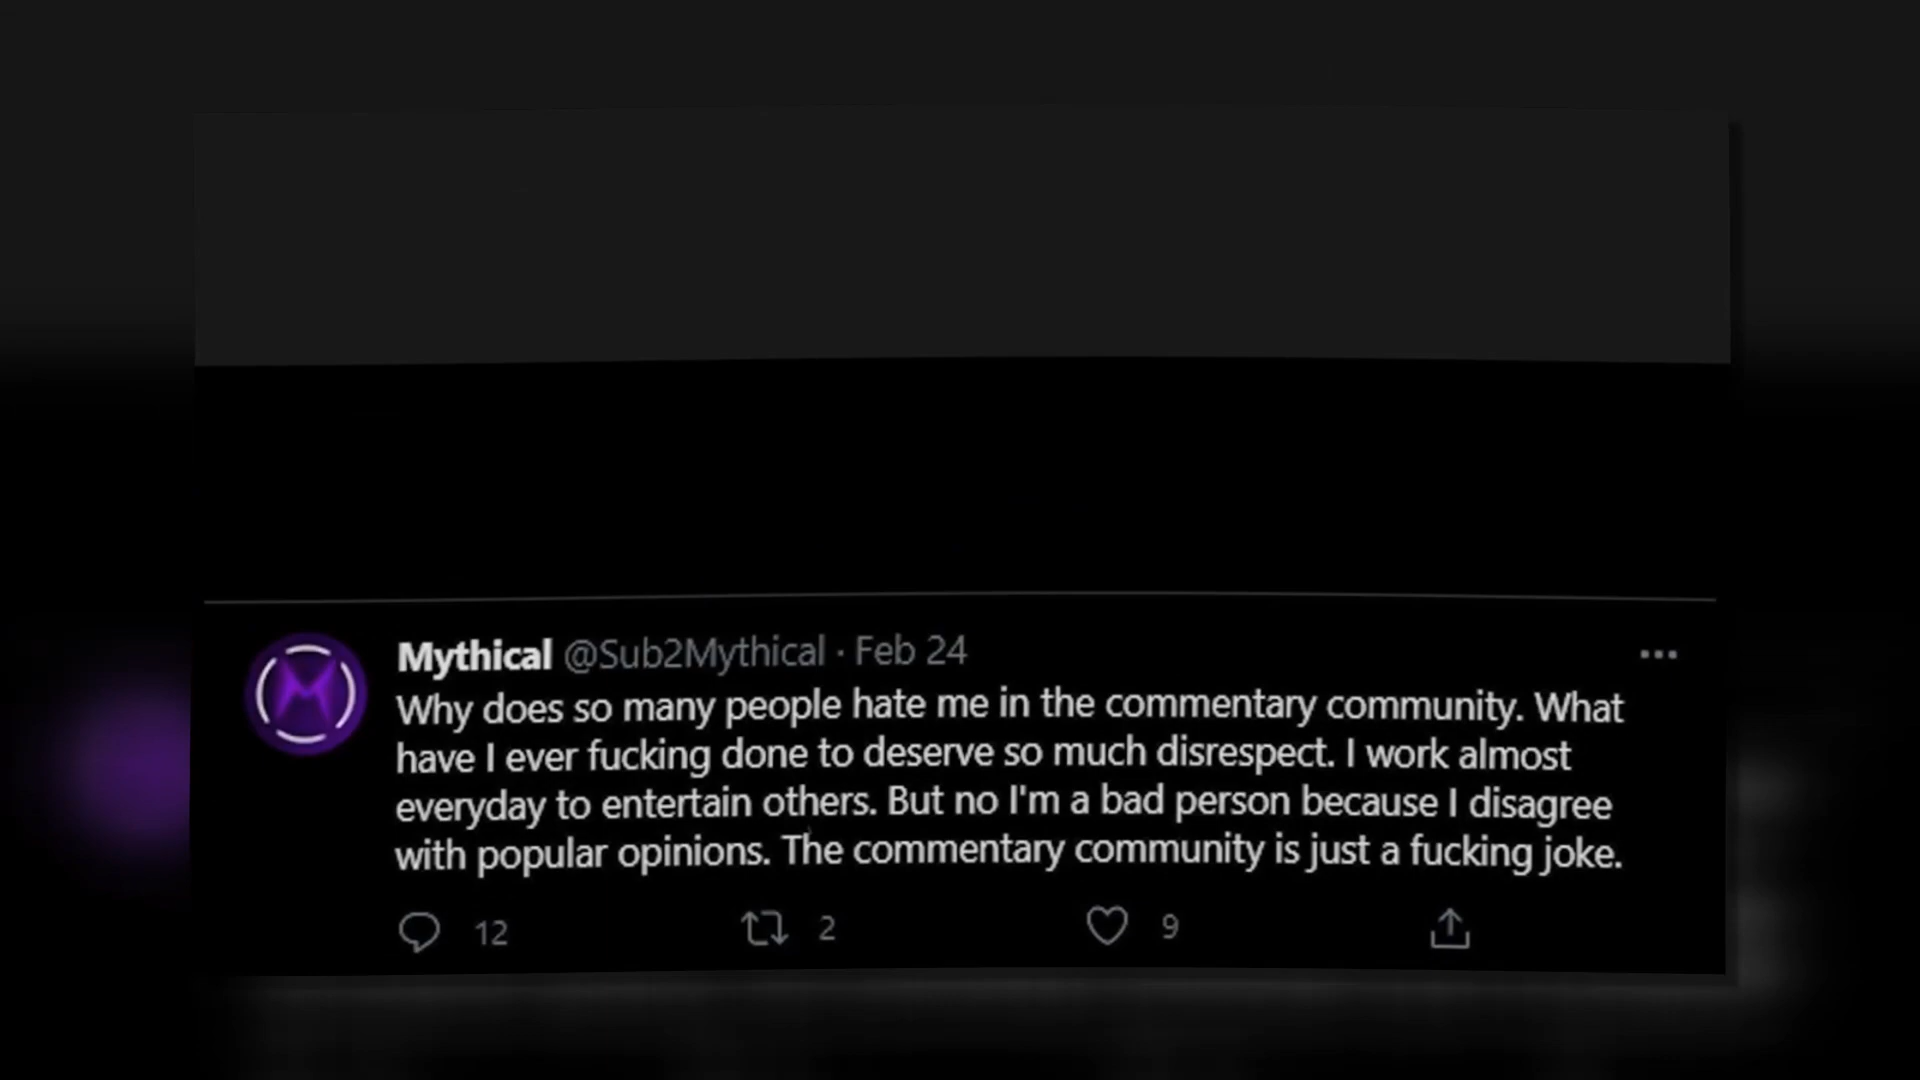 Mythical @Sub2Mythical · Feb 24
Why does so many people hate me in the commentary community. What
have I ever fucking done to deserve so much disrespect. I work almost
everyday to entertain others. But no I'm a bad person because I disagree
with popular opinions. The commentary community is just a fucking joke.
12 2 9